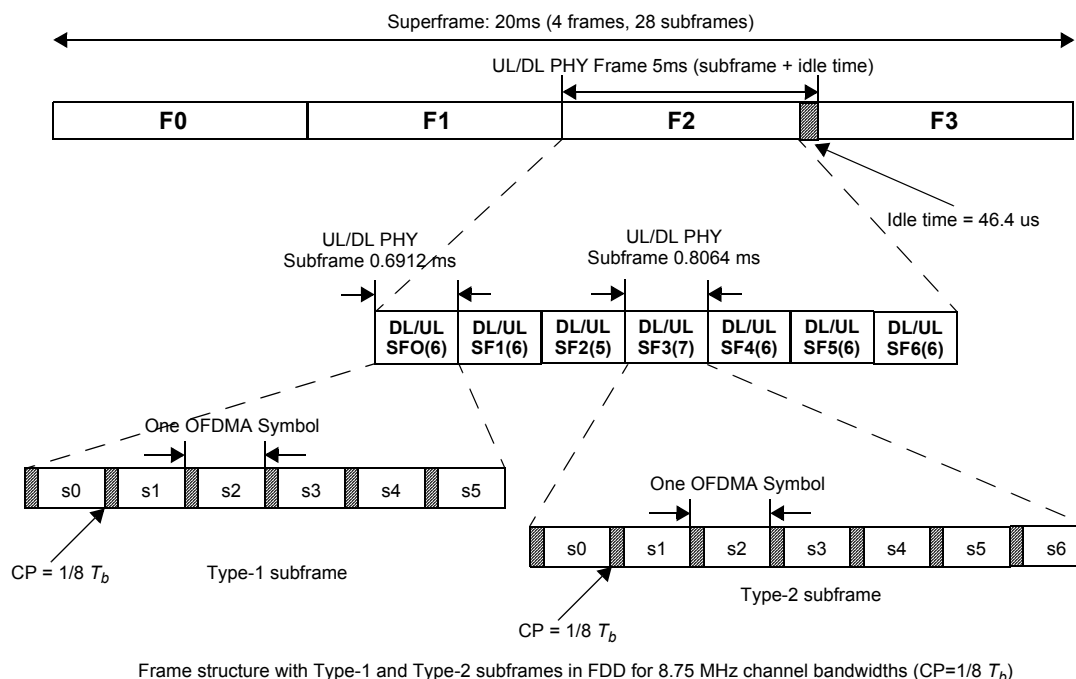 Superframe: 20ms (4 frames, 28 subframes)
UL/DL PHY Frame 5ms (subframe + idle time)
F0 F1 F2 F3
Idle time = 46.4 us
UL/DL PHY
Subframe 0.6912 ms
UL/DL PHY
Subframe 0.8064 ms
DL/UL DL/UL DL/UL DL/UL DL/UL DL/UL DL/UL
SFO(6) SF1(6) SF2(5) SF3(7) SF4(6) SF5(6) SF6(6)
One OFDMA Symbol
s0 s1 s2 s3 s4 s5
CP = 1/8 Tb
Type-1 subframe
One OFDMA Symbol
s0 s1 s2 s3 s4 s5 s6
CP = 1/8 Tb
Type-2 subframe
Frame structure with Type-1 and Type-2 subframes in FDD for 8.75 MHz channel bandwidths (CP=1/8 Tb)